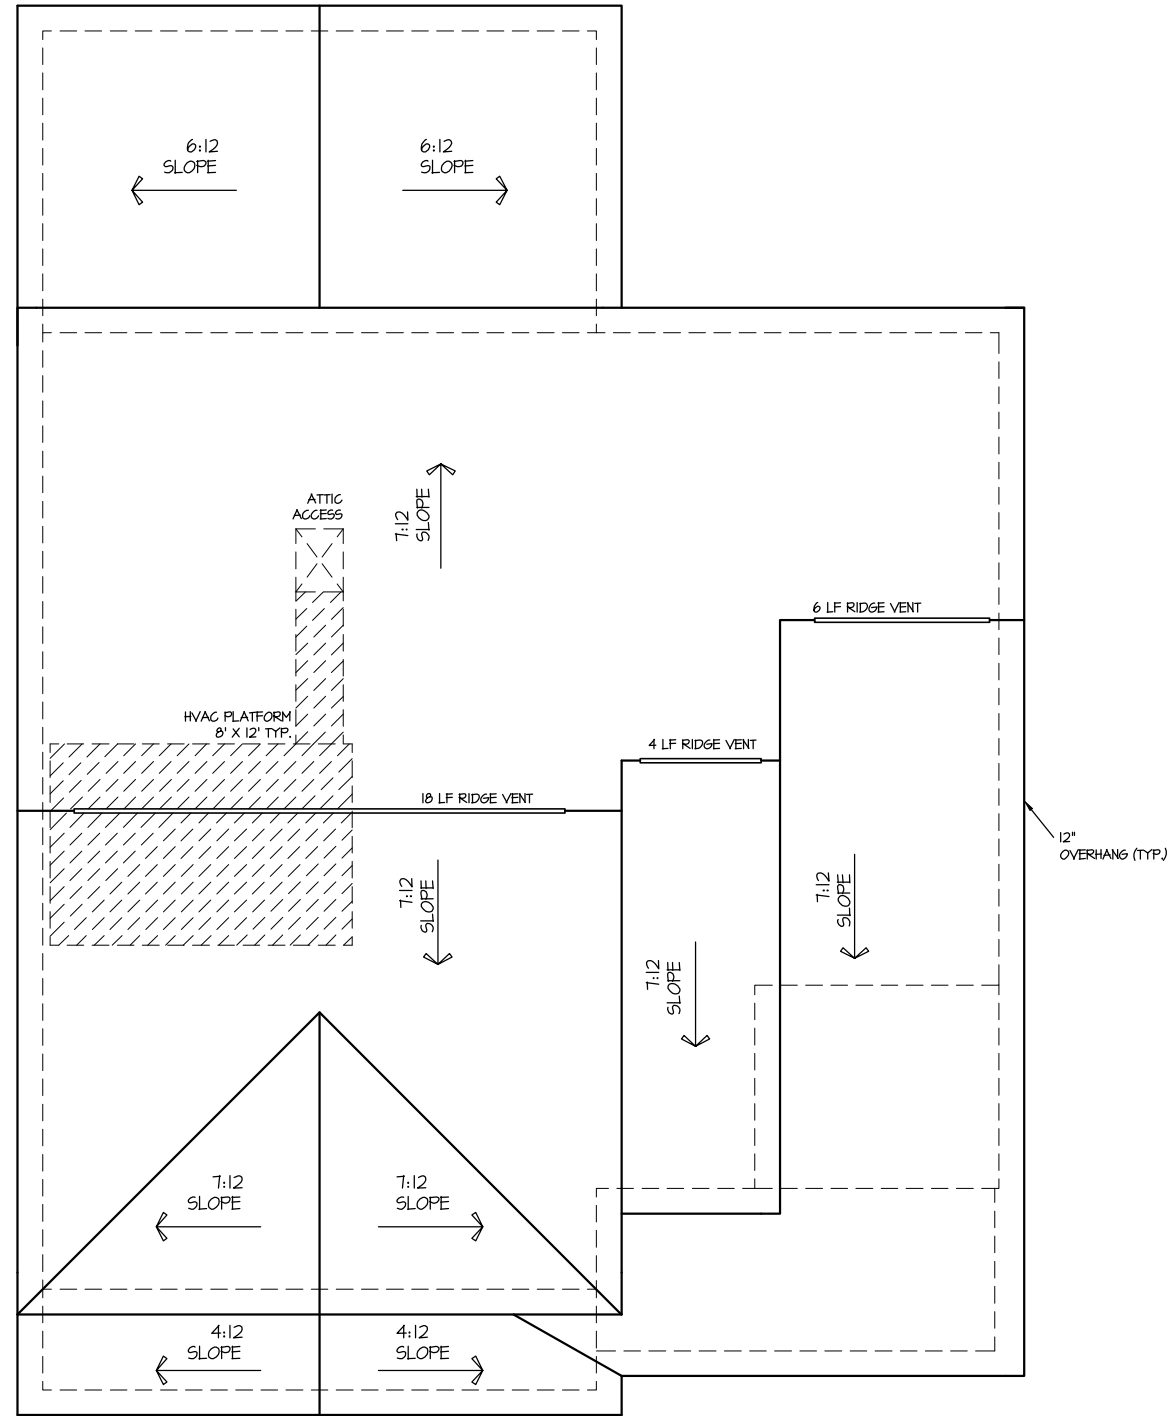 6:12
SLOPE
6:12
SLOPE
ATTIC
ACCESS
7:12
SLOPE
6 LF RIDGE VENT
HVAC PLATFORM
8' X 12' TYP.
4 LF RIDGE VENT
18 LF RIDGE VENT
12"
OVERHANG (TYP.)
7:12
SLOPE
7:12
SLOPE
7:12
SLOPE
7:12
SLOPE
7:12
SLOPE
4:12
SLOPE
4:12
SLOPE